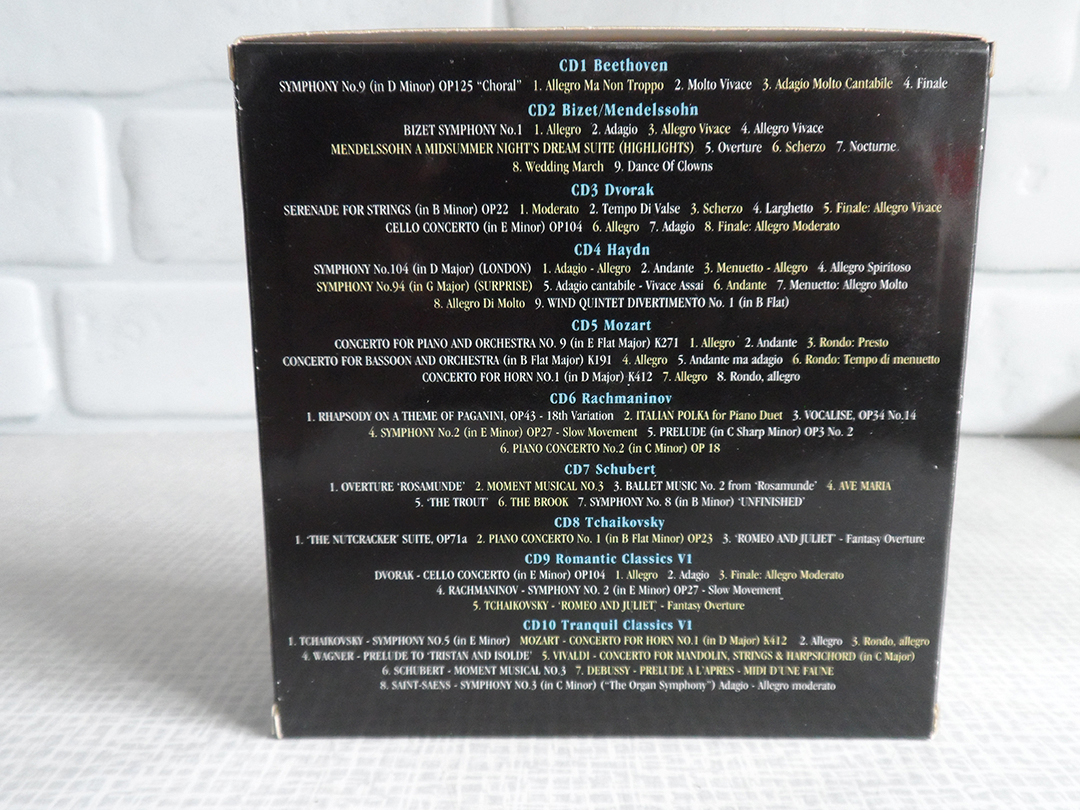 CD1 Beethoven
SYMPHONY No.9 (in D Minor) OP125 “Choral” 1. Allegro Ma Non Troppo 2. Molto Vivace 3. Adagio Molto Cantabile 4. Finale
CD2 Bizet/Mendelssohn
BIZET SYMPHONY No.1 1. Allegro 2. Adagio 3. Allegro Vivace 4. Allegro Vivace
MENDELSSOHN A MIDSUMMER NIGHT'S DREAM SUITE (HIGHLIGHTS) 5. Overture 6. Scherzo 7. Nocturne
8. Wedding March 9. Dance Of Clowns
CD3 Dvorak
SERENADE FOR STRINGS (in B Minor) OP22 1. Moderato 2. Tempo Di Valse 3. Scherzo 4. Larghetto 5. Finale: Allegro Vivace
CELLO CONCERTO (in E Minor) OP104 6. Allegro 7. Adagio 8. Finale: Allegro Moderato
CD4 Haydn
SYMPHONY No.104 (in D Major) (LONDON) 1. Adagio - Allegro 2. Andante 3. Menuetto - Allegro 4. Allegro Spiritoso
SYMPHONY No.94 (in G Major) (SURPRISE) 5. Adagio cantabile - Vivace Assai 6. Andante 7. Menuetto: Allegro Molto
8. Allegro Di Molto 9. WIND QUINTET DIVERTIMENTO No. 1 (in B Flat)
CD5 Mozart
CONCERTO FOR PIANO AND ORCHESTRA NO. 9 (in E Flat Major) K271 1. Allegro 2. Andante 3. Rondo: Presto
CONCERTO FOR BASSOON AND ORCHESTRA (in B Flat Major) K191 4. Allegro 5. Andante ma adagio 6. Rondo: Tempo di menuetto
CONCERTO FOR HORN NO.1 (in D Major) K412 7. Allegro 8. Rondo, allegro
CD6 Rachmaninov
1. RHAPSODY ON A THEME OF PAGANINI, OP43 - 18th Variation 2. ITALIAN POLKA for Piano Duet 3. VOCALISE, OP34 No.14
4. SYMPHONY No.2 (in E Minor) OP27 - Slow Movement 5. PRELUDE (in C Sharp Minor) OP3 No. 2
6. PIANO CONCERTO No.2 (in C Minor) OP 18
CD7 Schubert
1. OVERTURE ‘ROSAMUNDE’ 2. MOMENT MUSICAL NO.3 3. BALLET MUSIC No. 2 from ‘Rosamunde’ 4. AVE MARIA
5. ‘THE TROUT’ 6. THE BROOK 7. SYMPHONY No. 8 (in B Minor) ‘UNFINISHED’
CD8 Tchaikovsky
1. ‘THE NUTCRACKER’ SUITE, OP71a 2. PIANO CONCERTO No. 1 (in B Flat Minor) OP23 3. ‘ROMEO AND JULIET’ - Fantasy Overture
CD9 Romantic Classics V1
DVORAK - CELLO CONCERTO (in E Minor) OP104 1. Allegro 2. Adagio 3. Finale: Allegro Moderato
4. RACHMANINOV - SYMPHONY NO. 2 (in E Minor) OP27 - Slow Movement
5. TCHAIKOVSKY - ‘ROMEO AND JULIET’ - Fantasy Overture
CD10 Tranquil Classics V1
1. TCHAIKOVSKY - SYMPHONY NO.5 (in E Minor) MOZART - CONCERTO FOR HORN NO.1 (in D Major) K412 2. Allegro 3. Rondo, allegro
4. WAGNER - PRELUDE TO ‘TRISTAN AND ISOLDE’ 5. VIVALDI - CONCERTO FOR MANDOLIN, STRINGS & HARPSICHORD (in C Major)
6. SCHUBERT - MOMENT MUSICAL NO.3 7. DEBUSSY - PRELUDE A L'APRES - MIDI D'UNE FAUNE
8. SAINT-SAENS - SYMPHONY NO.3 (in C Minor) (“The Organ Symphony”) Adagio - Allegro moderato